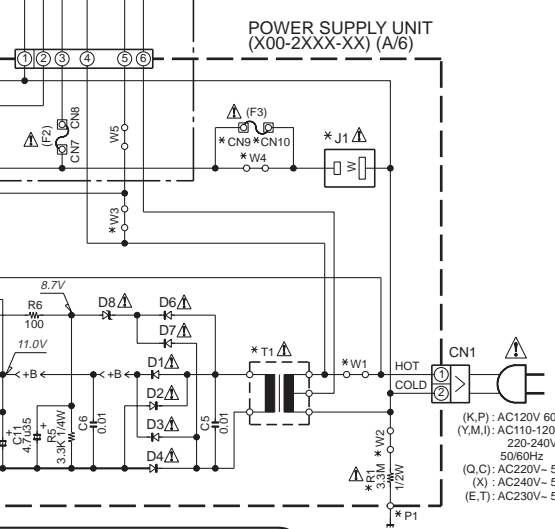 POWER SUPPLY UNIT
(X00-2XXX-XX) (A/6)
1 2 3 4 5 6
(F2)
CN8
CN7
W5
(F3)
* CN9 * CN10
* W4
* J1
W
* W3
8.7V
R6
100
D8
D6
D7
11.0V
+B
+B
D1
D2
D3
D4
C11
4.7U35
+
+
R5
3.3K 1/4W
C6
0.01
C5
0.01
* T1
* W1
HOT
COLD
CN1
1
2
* W2
* R1
3.3M
1/2W
* P1
(K,P) : AC120V 60
(Y,M,I) : AC110-120
220-240V
50/60Hz
(Q,C) : AC220V~ 5
(X) : AC240V~ 5
(E,T) : AC230V~ 5